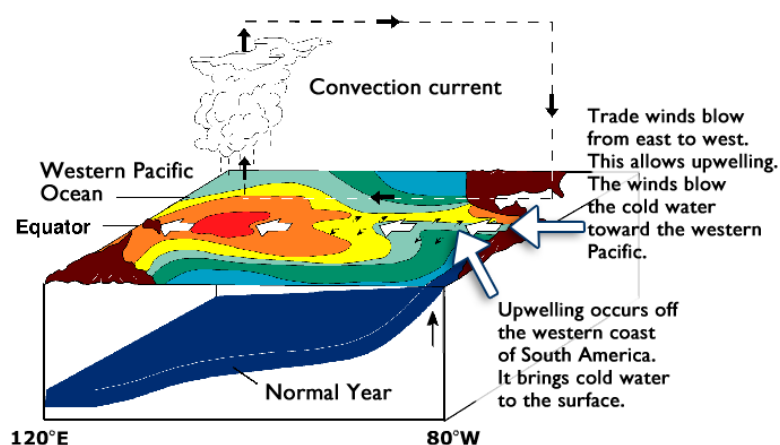 Convection current
Trade winds blow
from east to west.
This allows upwelling.
The winds blow
the cold water
toward the western
Pacific.
Western Pacific
Ocean
Equator
Upwelling occurs off
the western coast
of South America.
It brings cold water
to the surface.
Normal Year
120°E
80°W